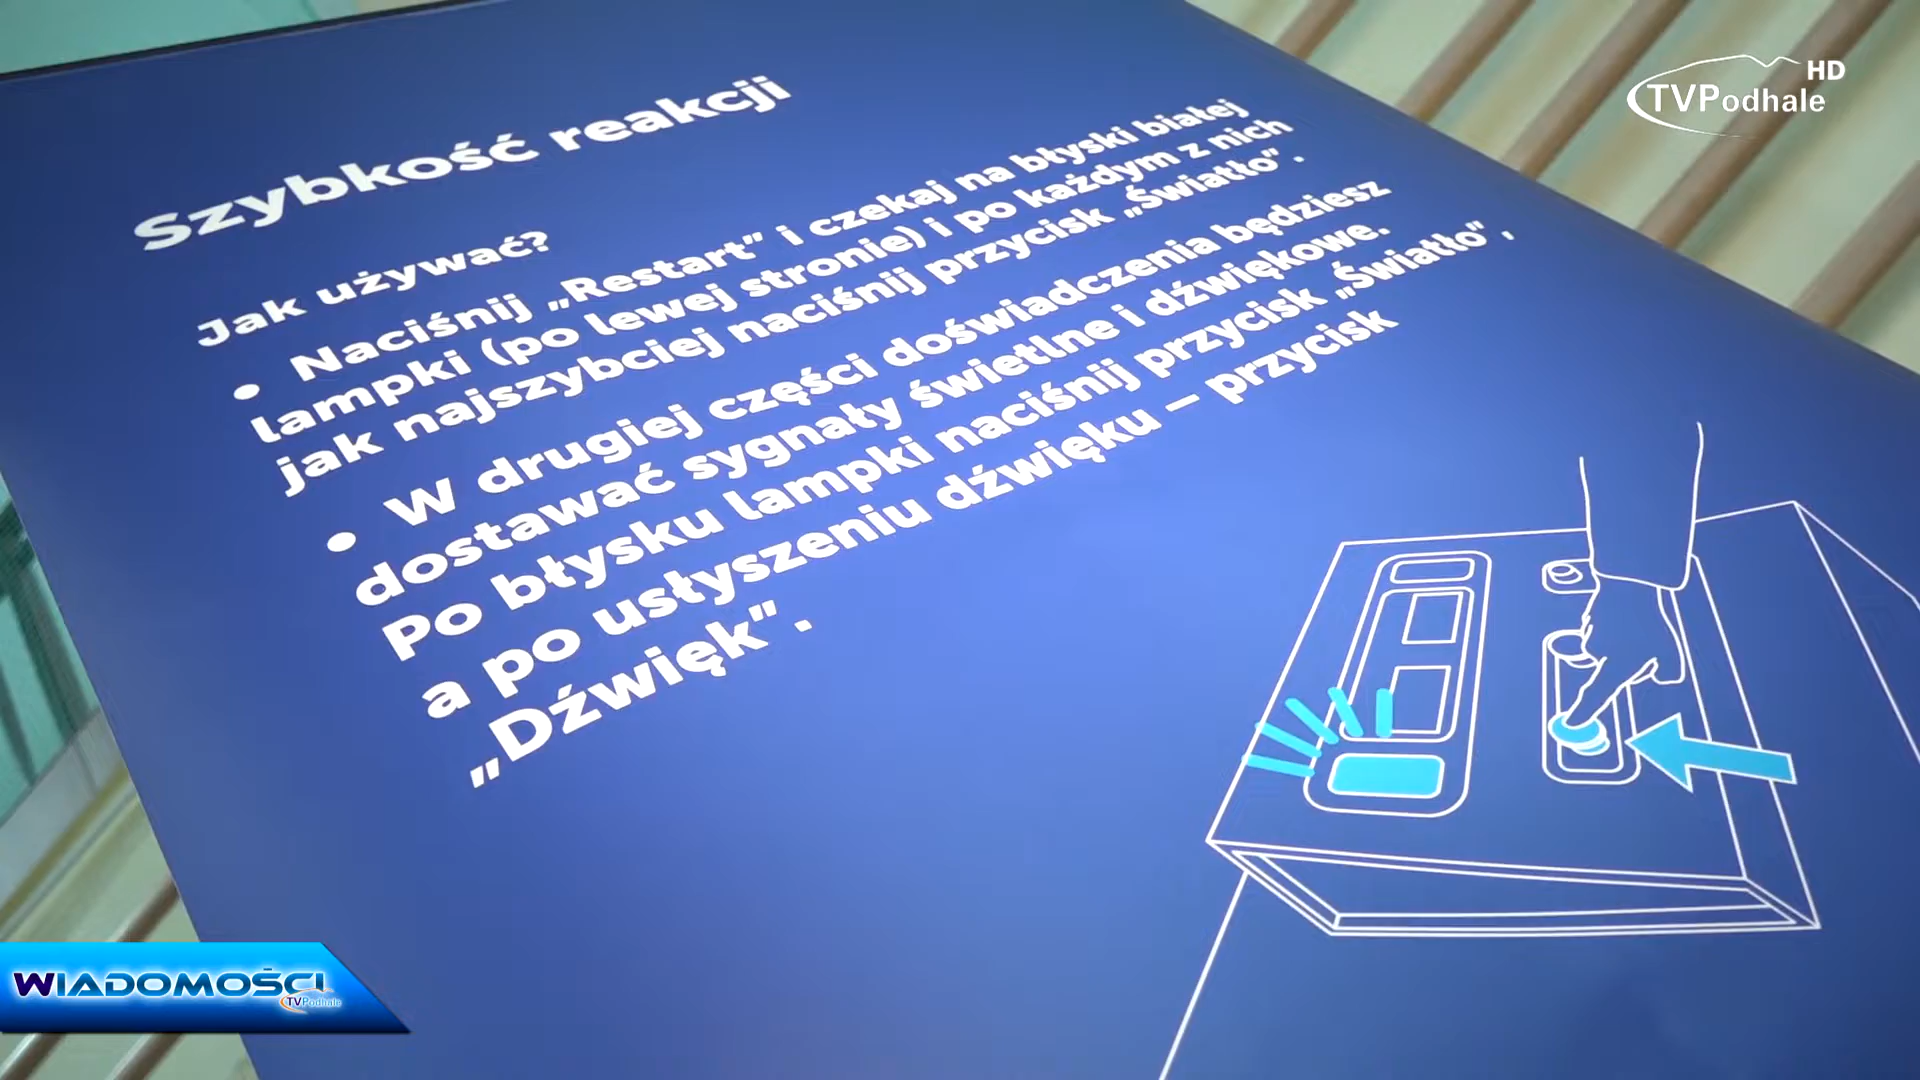 HD
TVPodhale
Szybkość reakcji
Jak używać?
• Naciśnij „Restart” i czekaj na błyski białej
lampki (po lewej stronie) i po każdym z nich
jak najszybciej naciśnij przycisk „Światło” .
• W drugiej części doświadczenia będziesz
dostawać sygnały świetlne i dźwiękowe.
Po błysku lampki naciśnij przycisk „Światło” ,
a po usłyszeniu dźwięku – przycisk
„Dźwięk” .
WIADOMOŚCI
TVPodhale